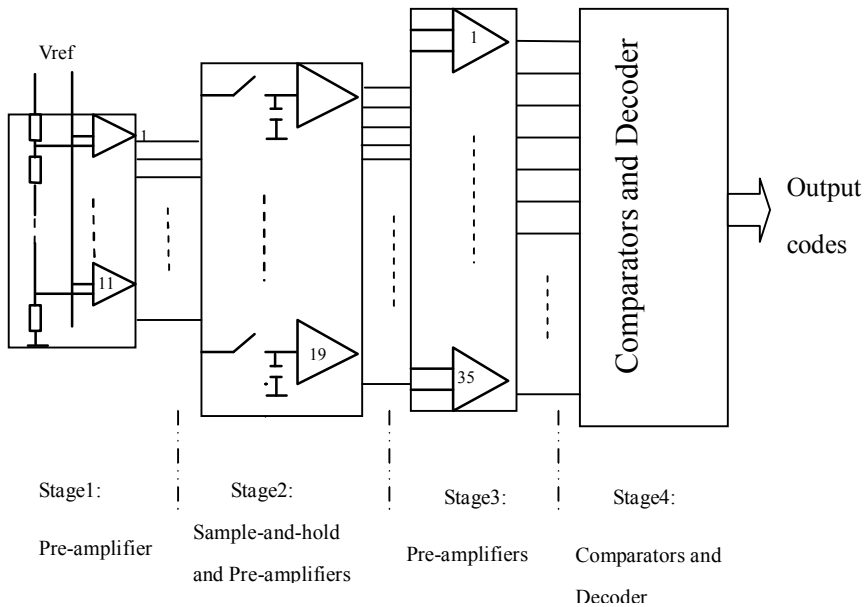 Vref
1
11
19
1
35
Comparators and Decoder
Output
codes
Stage1:
Pre-amplifier
Stage2:
Sample-and-hold
and Pre-amplifiers
Stage3:
Pre-amplifiers
Stage4:
Comparators and
Decoder